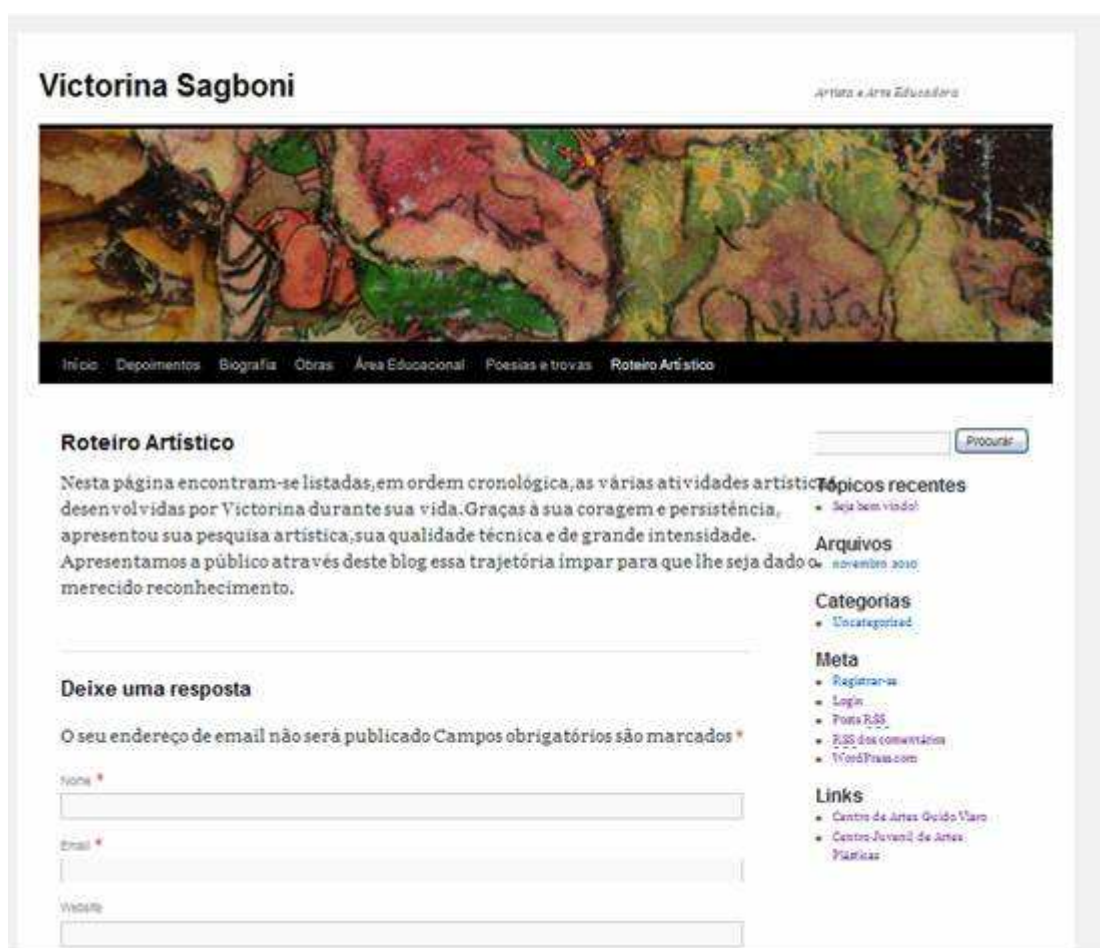 Victorina Sagboni
Artista e Arte Educadora
Vita
Início Depoimentos Biografia Obras Área Educacional Poesias e trovas Roteiro Artístico
Roteiro Artístico
Nesta página encontram-se listadas,em ordem cronológica,as várias atividades artísticas
desenvolvidas por Victorina durante sua vida.Graças à sua coragem e persistência,
apresentou sua pesquisa artística,sua qualidade técnica e de grande intensidade.
Apresentamos a público através deste blog essa trajetória ímpar para que lhe seja dado o
merecido reconhecimento.
Deixe uma resposta
O seu endereço de email não será publicado Campos obrigatórios são marcados *
Nome *
Email *
Website
Procurar
Tópicos recentes
Seja bem vindo!
Arquivos
novembro 2010
Categorias
Uncategorized
Meta
Registrar-se
Login
Posts RSS
RSS dos comentários
WordPress.com
Links
Centro de Artes Guido Viaro
Centro Juvenil de Artes
Plásticas